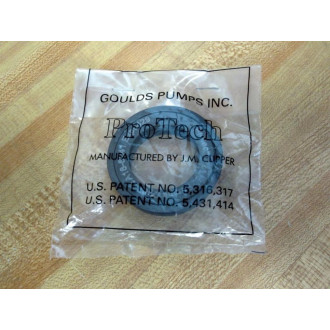 GOULDS PUMPS INC.
ProTech
MANUFACTURED BY J.M. CLIPPER
U.S. PATENT NO. 5,316,317
U.S. PATENT NO. 5,431,414